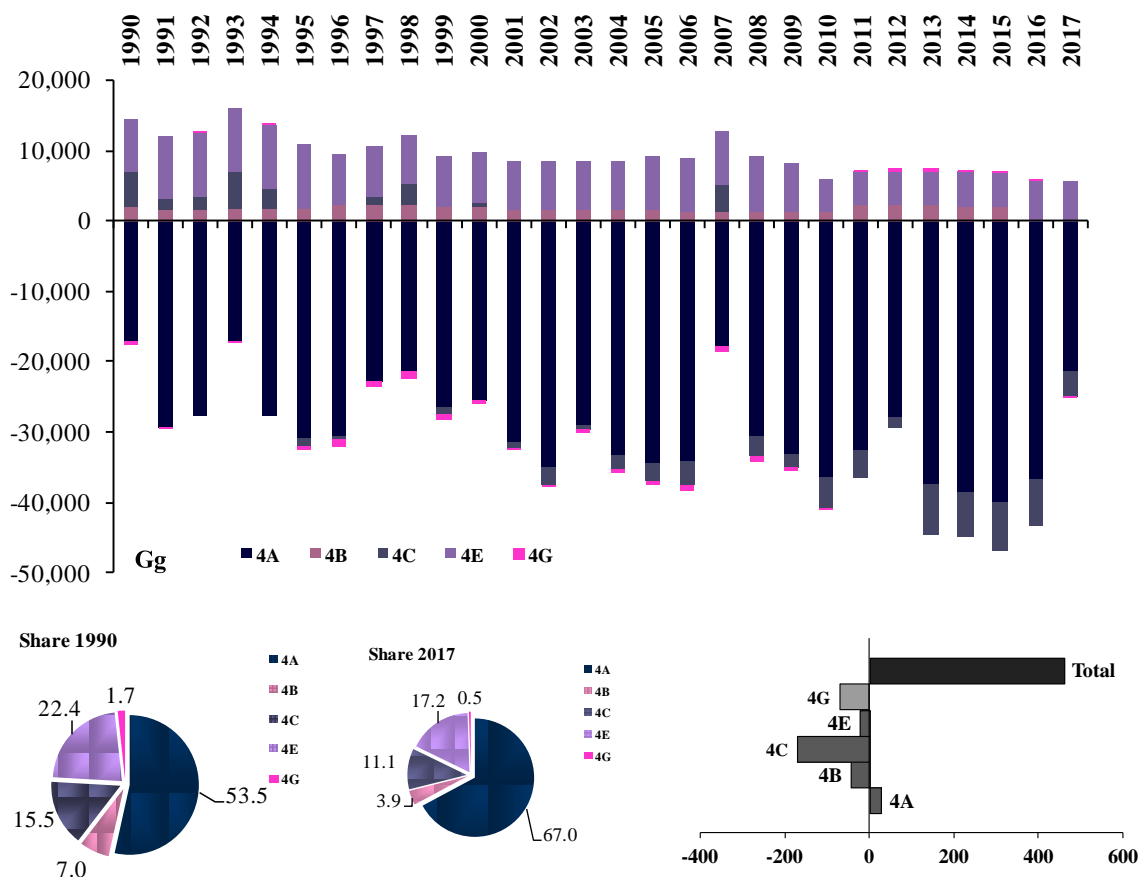 1990 1991 1992 1993 1994 1995 1996 1997 1998 1999 2000 2001 2002 2003 2004 2005 2006 2007 2008 2009 2010 2011 2012 2013 2014 2015 2016 2017
20,000
10,000
0
-10,000
-20,000
-30,000
-40,000
-50,000
Gg 4A 4B 4C 4E 4G
Share 1990
4A
4B
4C
4E
4G
1.7
22.4
53.5
15.5
7.0
Share 2017
4A
4B
4C
4E
4G
0.5
17.2
11.1
3.9
67.0
Total
4G
4E
4C
4B
4A
-400 -200 0 200 400 600